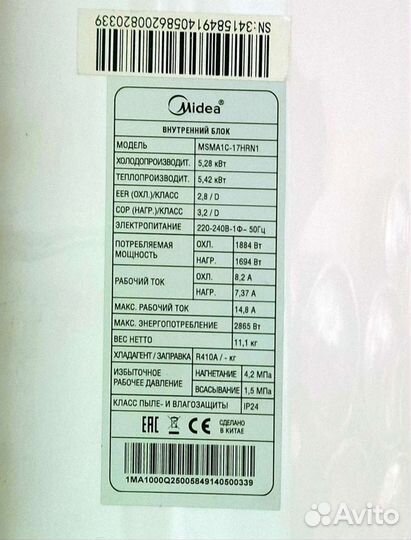 SN:3415849140586200820339
Midea®
ВНУТРЕННИЙ БЛОК
МОДЕЛЬ MSMA1C-17HRN1
ХОЛОДОПРОИЗВОДИТ. 5,28 кВт
ТЕПЛОПРОИЗВОДИТ. 5,42 кВт
EER (ОХЛ.)/КЛАСС 2,8 / D
COP (НАГР.)/КЛАСС 3,2 / D
ЭЛЕКТРОПИТАНИЕ 220-240В-1Ф~ 50Гц
ПОТРЕБЛЯЕМАЯ МОЩНОСТЬ ОХЛ. 1884 Вт
НАГР. 1694 Вт
РАБОЧИЙ ТОК ОХЛ. 8,2 А
НАГР. 7,37 А
МАКС. РАБОЧИЙ ТОК 14,8 А
МАКС. ЭНЕРГОПОТРЕБЛЕНИЕ 2865 Вт
ВЕС НЕТТО 11,1 кг
ХЛАДАГЕНТ / ЗАПРАВКА R410A / - кг
ИЗБЫТОЧНОЕ РАБОЧЕЕ ДАВЛЕНИЕ НАГНЕТАНИЕ 4,2 МПа
ВСАСЫВАНИЕ 1,5 МПа
КЛАСС ПЫЛЕ- И ВЛАГОЗАЩИТЫ IP24
EAC CE СДЕЛАНО
В КИТАЕ
1MA1000Q25005849140500339
Avito